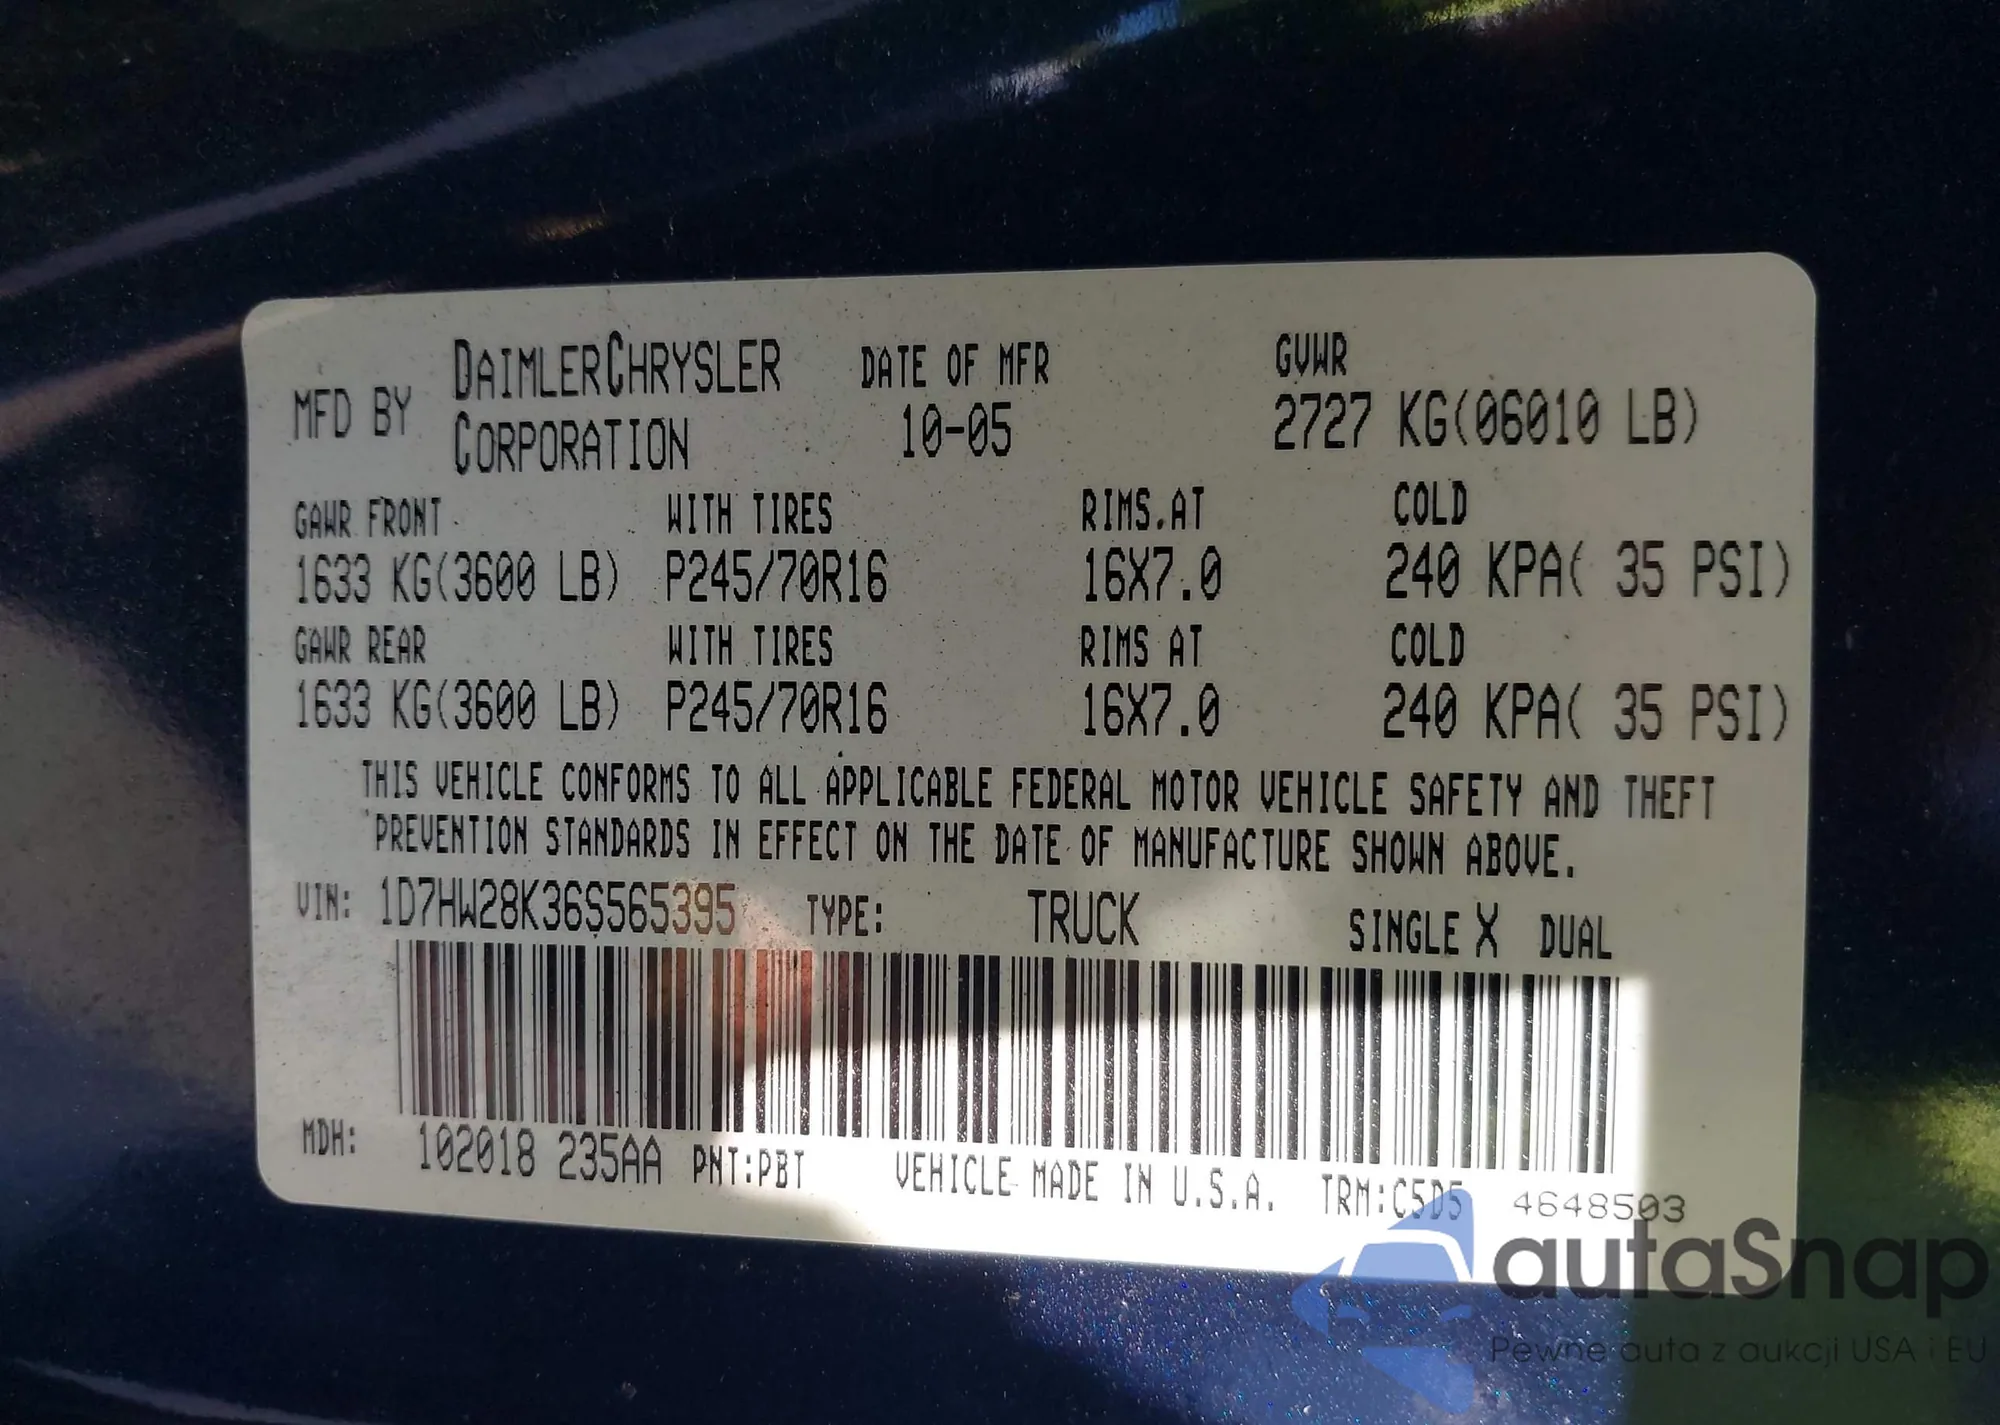 MFD BY DAIMLERCHRYSLER CORPORATION DATE OF MFR 10-05 GVWR 2727 KG(06010 LB)
GAWR FRONT WITH TIRES RIMS.AT COLD
1633 KG(3600 LB) P245/70R16 16X7.0 240 KPA( 35 PSI)
GAWR REAR WITH TIRES RIMS AT COLD
1633 KG(3600 LB) P245/70R16 16X7.0 240 KPA( 35 PSI)
THIS VEHICLE CONFORMS TO ALL APPLICABLE FEDERAL MOTOR VEHICLE SAFETY AND THEFT
PREVENTION STANDARDS IN EFFECT ON THE DATE OF MANUFACTURE SHOWN ABOVE.
VIN: 1D7HW28K36S565395 TYPE: TRUCK SINGLE X DUAL
MDH: 102018 235AA PNT:PBT VEHICLE MADE IN U.S.A. TRM:C5D5 4648503
autaSnap
Pewne auta z aukcji USA i EU